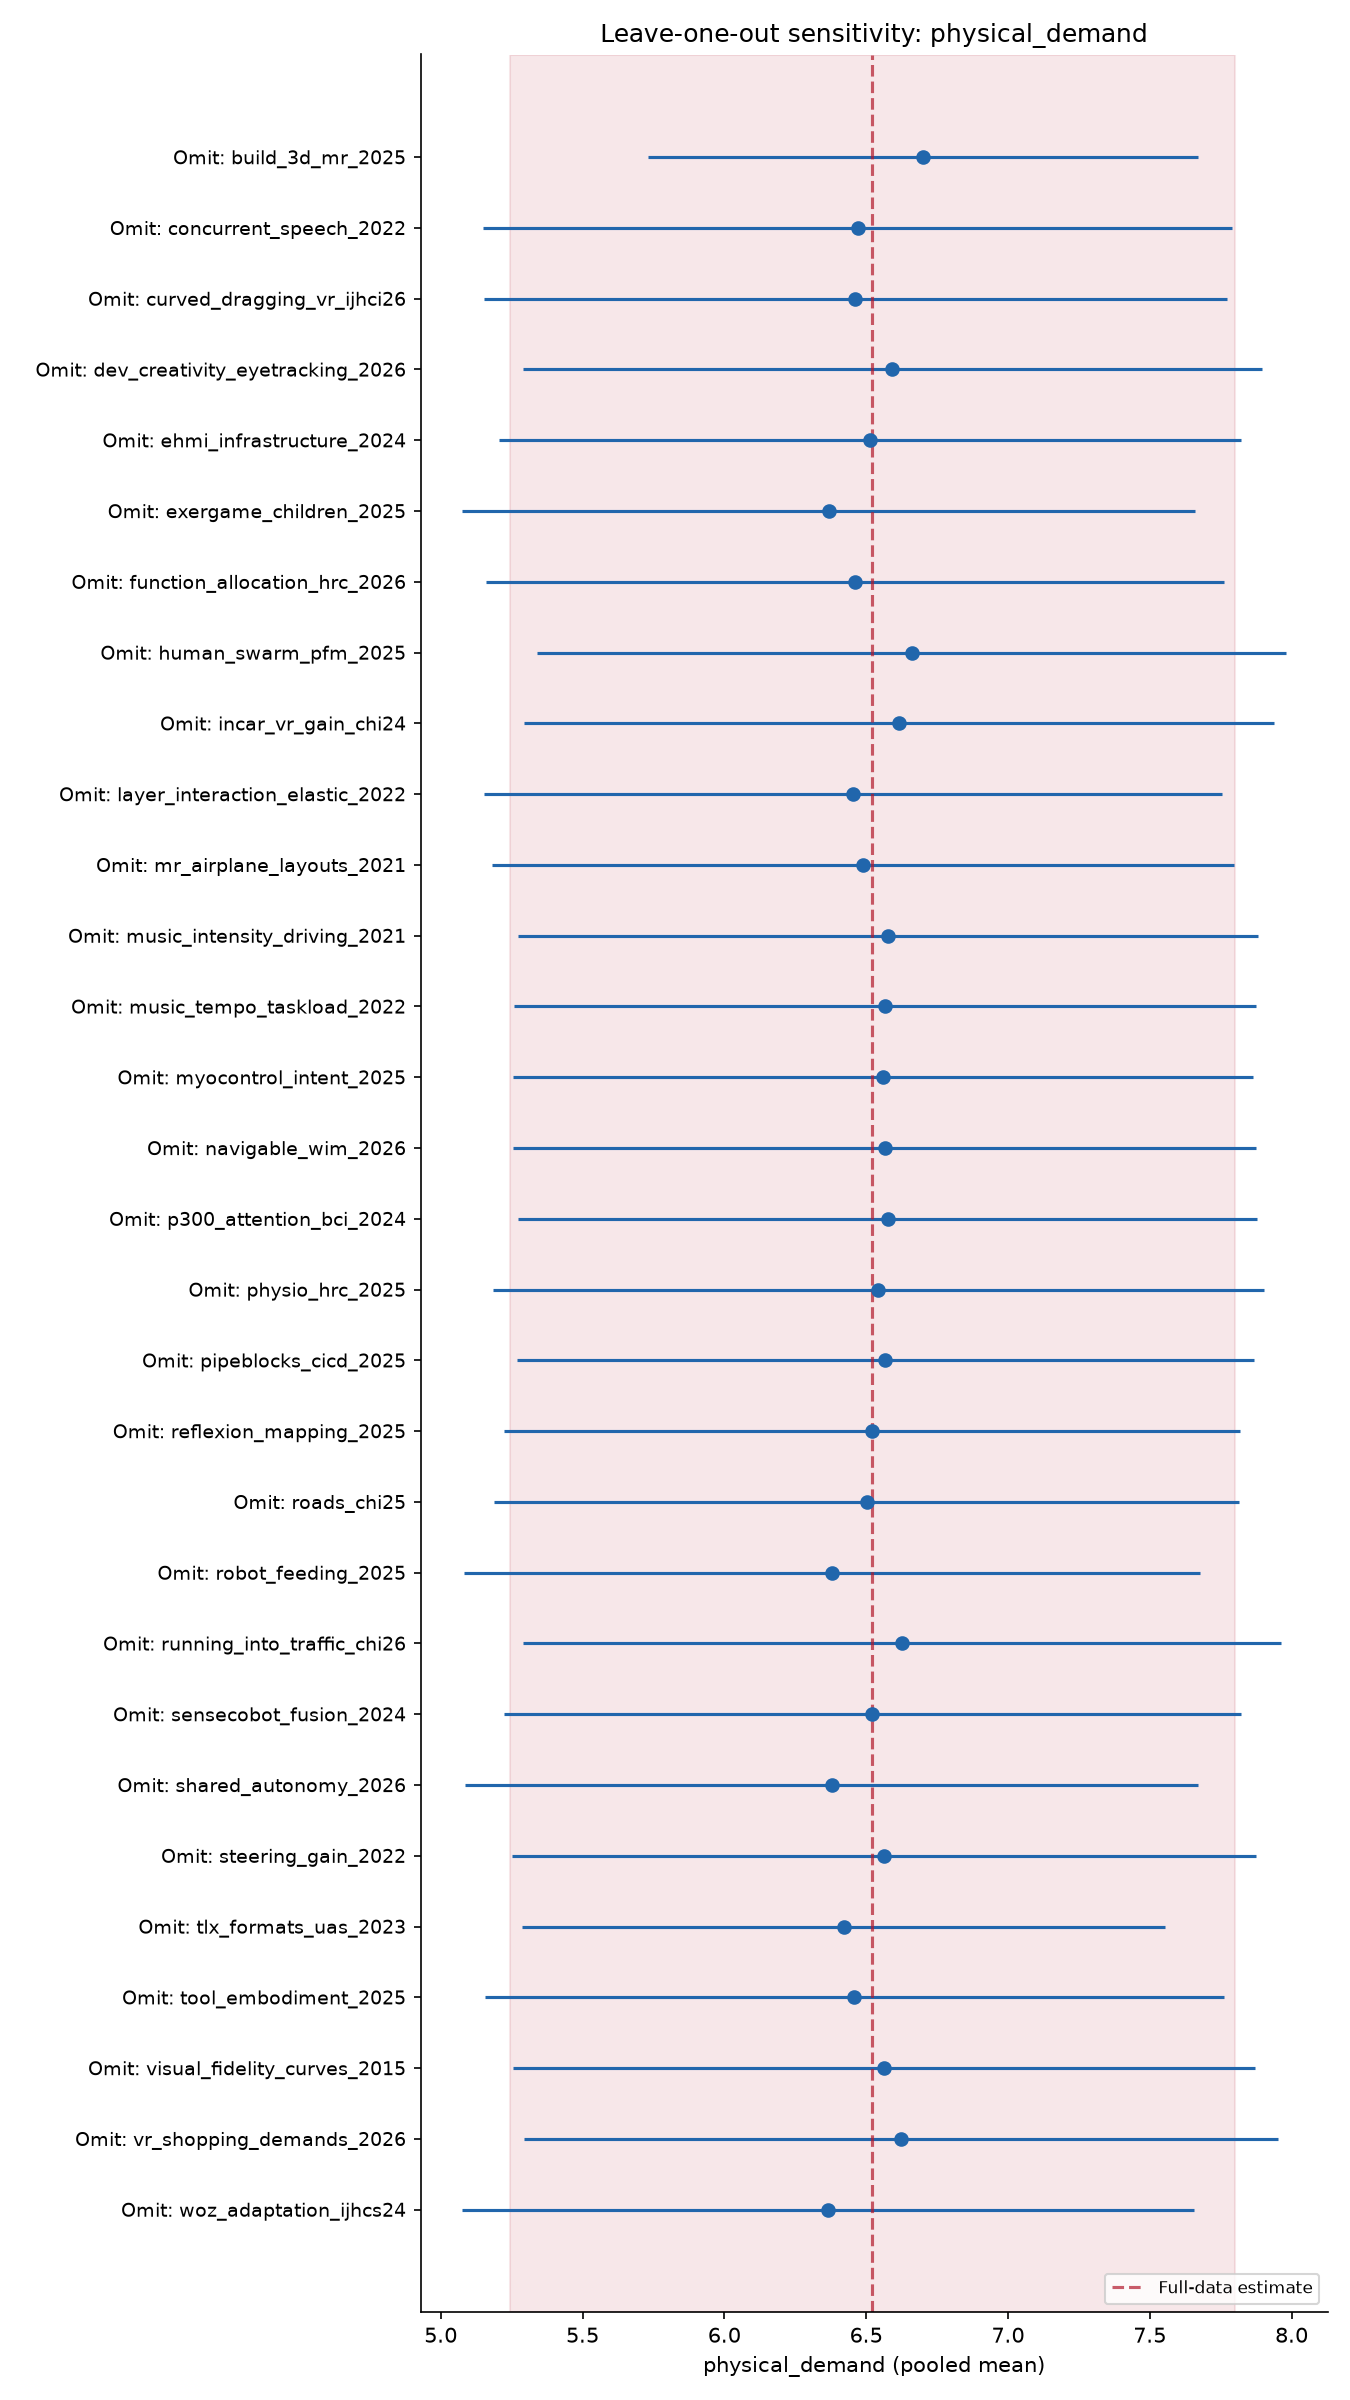 Leave-one-out sensitivity: physical_demand
Omit: build_3d_mr_2025
Omit: concurrent_speech_2022
Omit: curved_dragging_vr_ijhci26
Omit: dev_creativity_eyetracking_2026
Omit: ehmi_infrastructure_2024
Omit: exergame_children_2025
Omit: function_allocation_hrc_2026
Omit: human_swarm_pfm_2025
Omit: incar_vr_gain_chi24
Omit: layer_interaction_elastic_2022
Omit: mr_airplane_layouts_2021
Omit: music_intensity_driving_2021
Omit: music_tempo_taskload_2022
Omit: myocontrol_intent_2025
Omit: navigable_wim_2026
Omit: p300_attention_bci_2024
Omit: physio_hrc_2025
Omit: pipeblocks_cicd_2025
Omit: reflexion_mapping_2025
Omit: roads_chi25
Omit: robot_feeding_2025
Omit: running_into_traffic_chi26
Omit: sensecobot_fusion_2024
Omit: shared_autonomy_2026
Omit: steering_gain_2022
Omit: tlx_formats_uas_2023
Omit: tool_embodiment_2025
Omit: visual_fidelity_curves_2015
Omit: vr_shopping_demands_2026
Omit: woz_adaptation_ijhcs24
Full-data estimate
5.0 5.5 6.0 6.5 7.0 7.5 8.0
physical_demand (pooled mean)